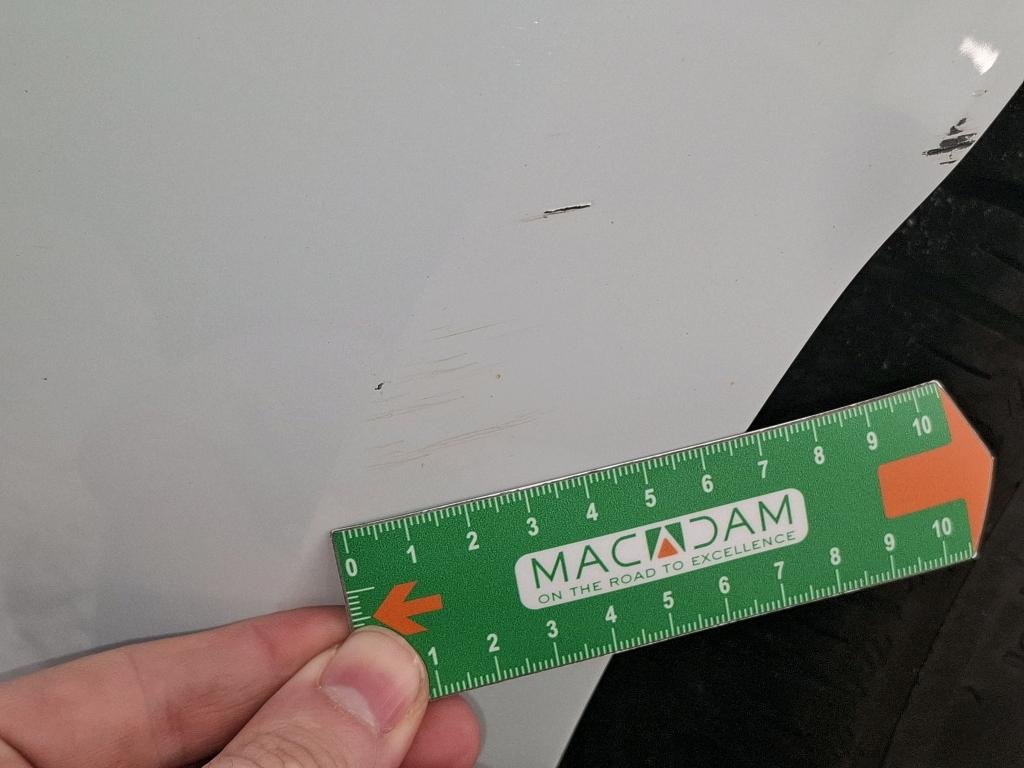 0 1 2 3 4 5 6 7 8 9 10
MACADAM
ON THE ROAD TO EXCELLENCE
1 2 3 4 5 6 7 8 9 10